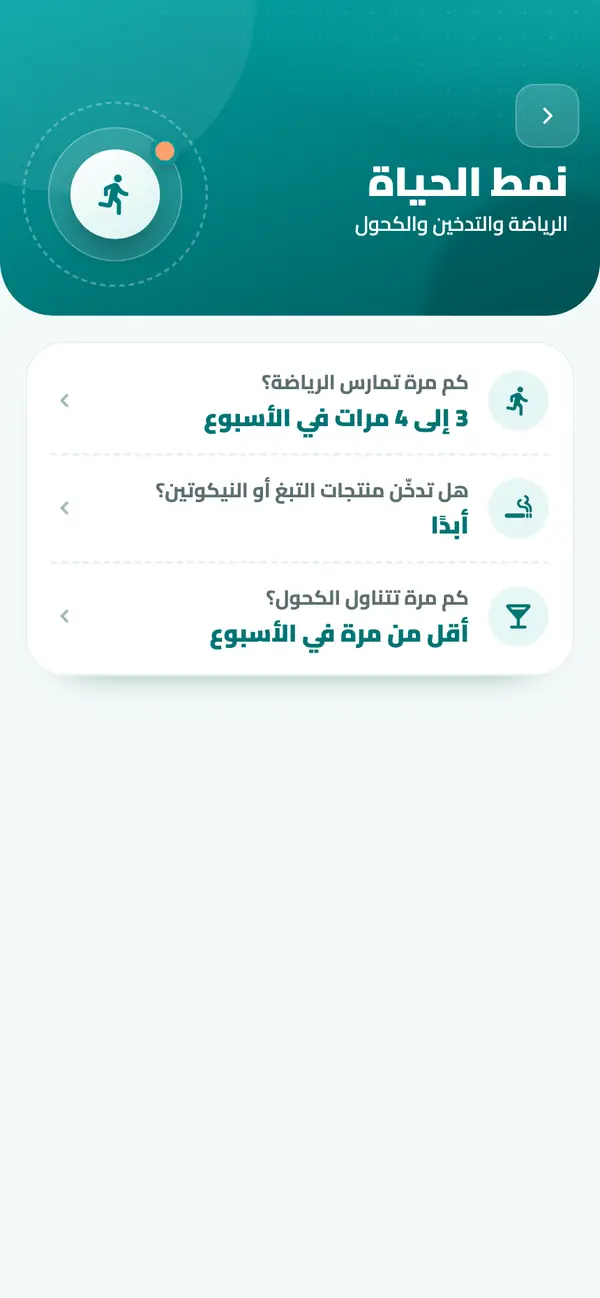 نمط الحياة
الرياضة والتدخين والكحول
كم مرة تمارس الرياضة؟
3 إلى 4 مرات في الأسبوع
هل تدخّن منتجات التبغ أو النيكوتين؟
أبدًا
كم مرة تتناول الكحول؟
أقل من مرة في الأسبوع